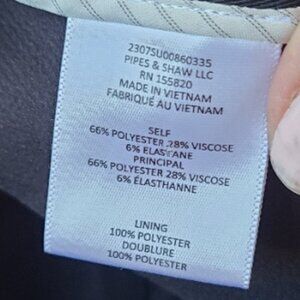 2307SU00860335
PIPES & SHAW LLC
RN 155820
MADE IN VIETNAM
FABRIQUÉ AU VIETNAM
SELF
66% POLYESTER 28% VISCOSE
6% ELASTANE
PRINCIPAL
66% POLYESTER 28% VISCOSE
6% ÉLASTHANNE
LINING
100% POLYESTER
DOUBLURE
100% POLYESTER